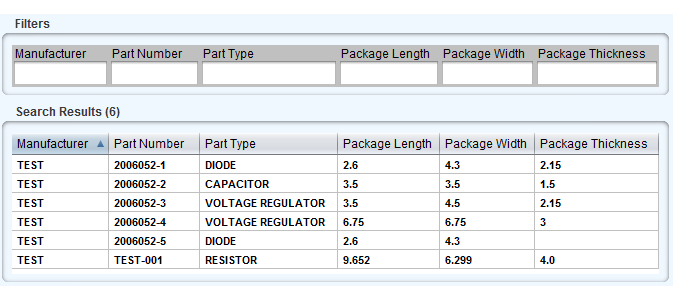 Filters
Manufacturer Part Number Part Type Package Length Package Width Package Thickness
Search Results (6)
Manufacturer Part Number Part Type Package Length Package Width Package Thickness
TEST 2006052-1 DIODE 2.6 4.3 2.15
TEST 2006052-2 CAPACITOR 3.5 3.5 1.5
TEST 2006052-3 VOLTAGE REGULATOR 3.5 4.5 2.15
TEST 2006052-4 VOLTAGE REGULATOR 6.75 6.75 3
TEST 2006052-5 DIODE 2.6 4.3
TEST TEST-001 RESISTOR 9.652 6.299 4.0